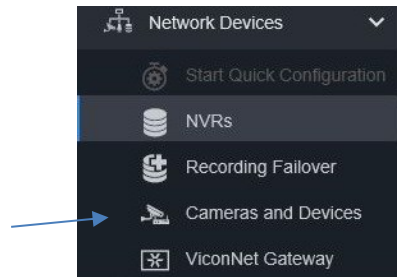 Network Devices
Start Quick Configuration
NVRs
Recording Failover
Cameras and Devices
ViconNet Gateway